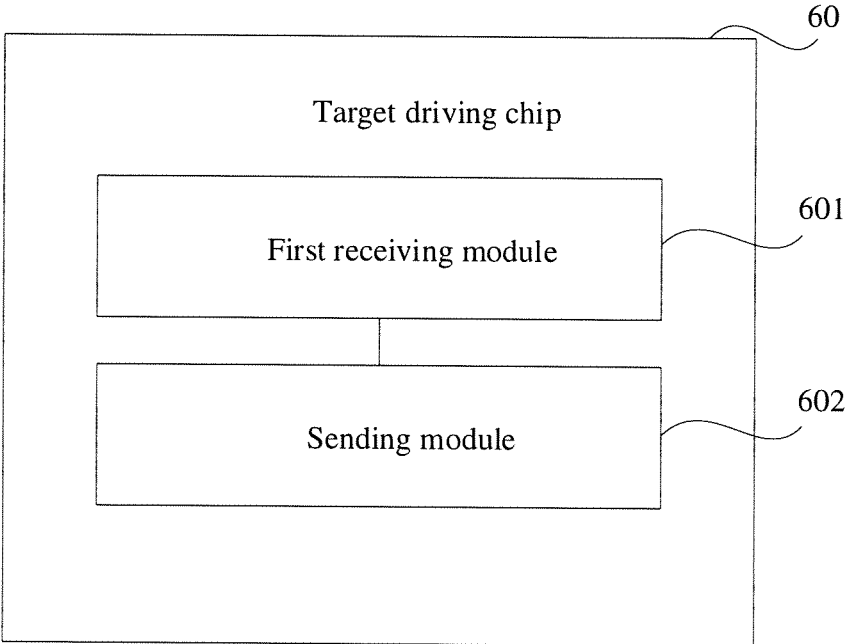 60
Target driving chip
601
First receiving module
602
Sending module